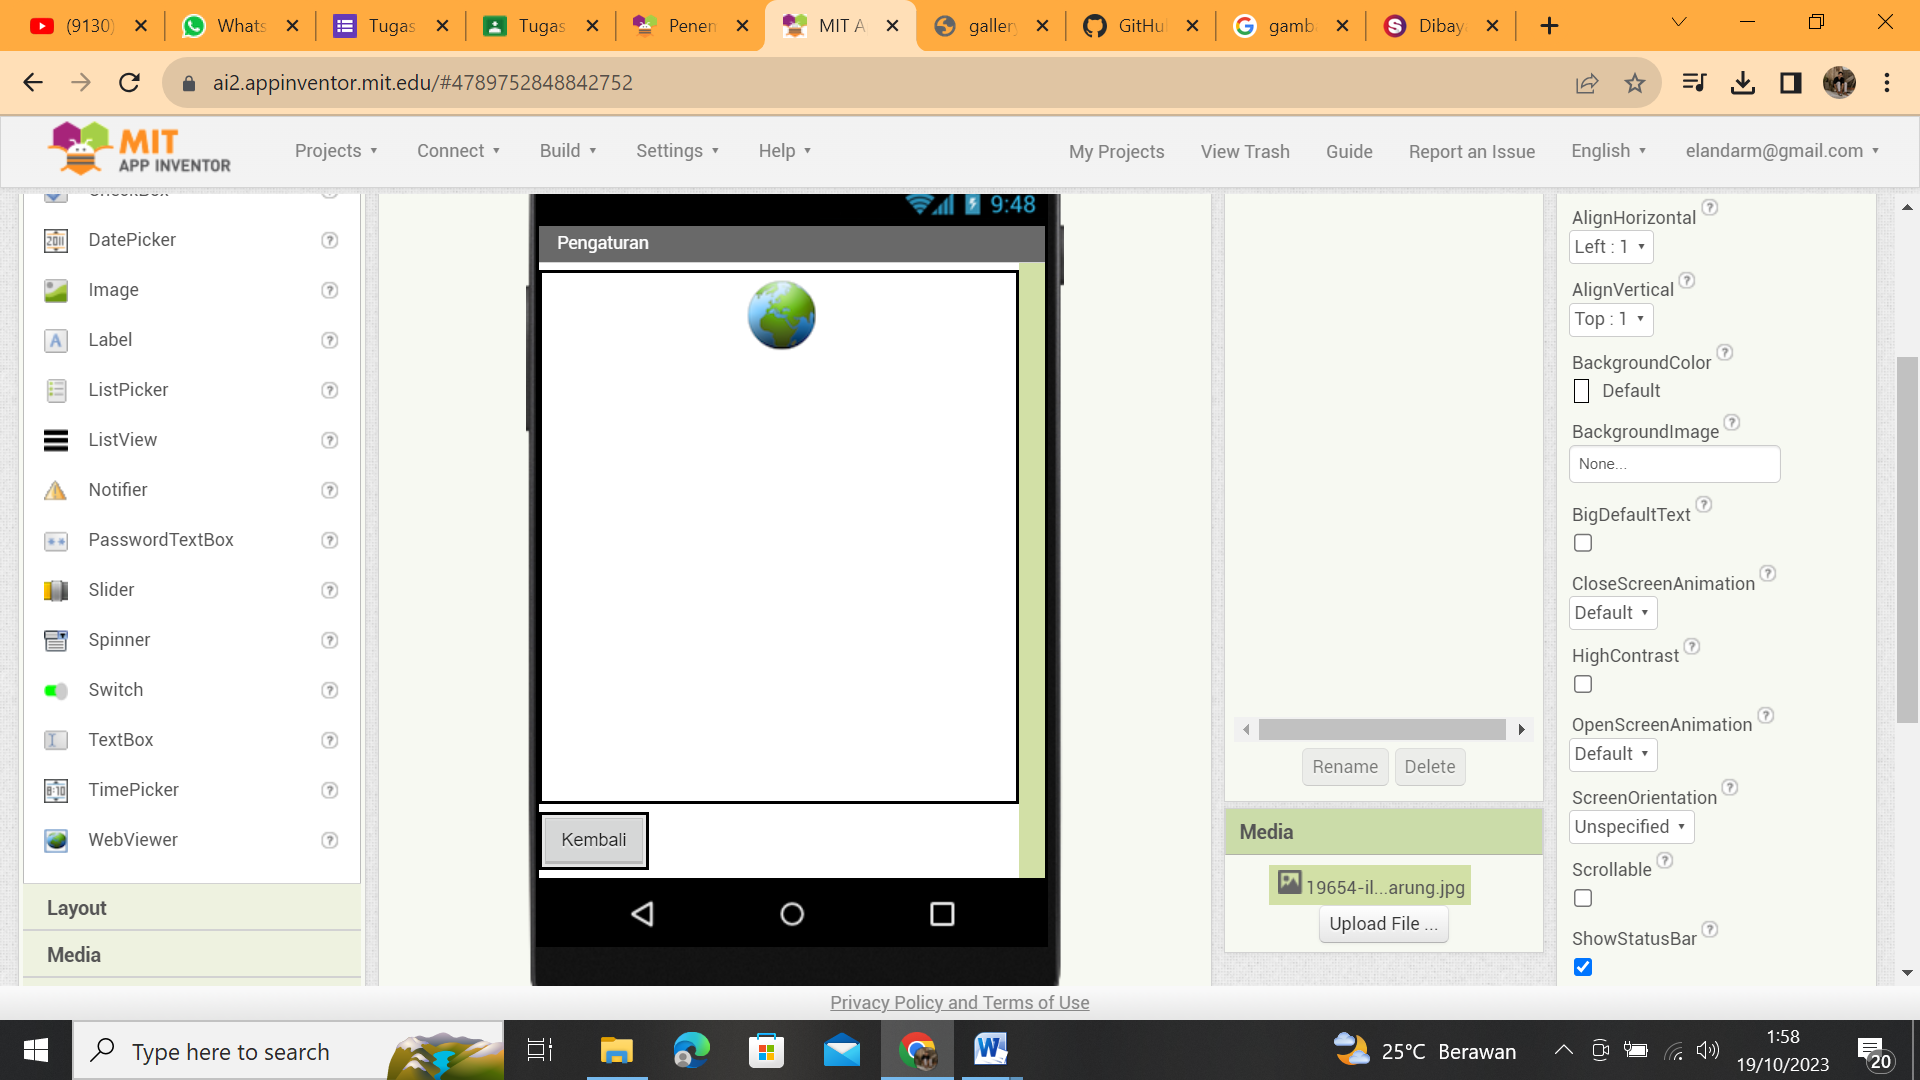 (9130)
Whats
Tugas
Tugas
Penem
MIT A
gallery
GitHu
gamba
Dibaya
ai2.appinventor.mit.edu/#4789752848842752
MIT
APP INVENTOR
Projects
Connect
Build
Settings
Help
My Projects
View Trash
Guide
Report an Issue
English
elandarm@gmail.com
CheckBox
DatePicker
Image
Label
ListPicker
ListView
Notifier
PasswordTextBox
Slider
Spinner
Switch
TextBox
TimePicker
WebViewer
Layout
Media
9:48
Pengaturan
Kembali
Rename
Delete
Media
19654-il...arung.jpg
Upload File ...
AlignHorizontal
Left : 1
AlignVertical
Top : 1
BackgroundColor
Default
BackgroundImage
None...
BigDefaultText
CloseScreenAnimation
Default
HighContrast
OpenScreenAnimation
Default
ScreenOrientation
Unspecified
Scrollable
ShowStatusBar
Privacy Policy and Terms of Use
Type here to search
25°C Berawan
1:58
19/10/2023
20